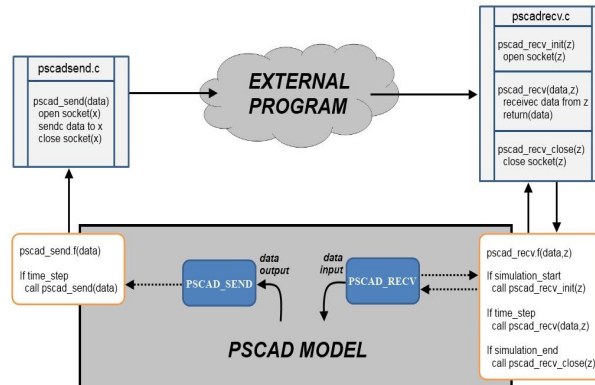 pscadsend.c
pscad_send(data)
open socket(x)
sendc data to x
close socket(x)
EXTERNAL
PROGRAM
pscadrecv.c
pscad_recv_init(z)
open socket(z)
pscad_recv(data,z)
receivec data from z
return(data)
pscad_recv_close(z)
close socket(z)
pscad_send.f(data)
If time_step
call pscad_send(data)
PSCAD_SEND
data
output
data
input
PSCAD_RECV
PSCAD MODEL
pscad_recv.f(data,z)
If simulation_start
call pscad_recv_init(z)
If time_step
call pscad_recv(data,z)
If simulation_end
call pscad_recv_close(z)